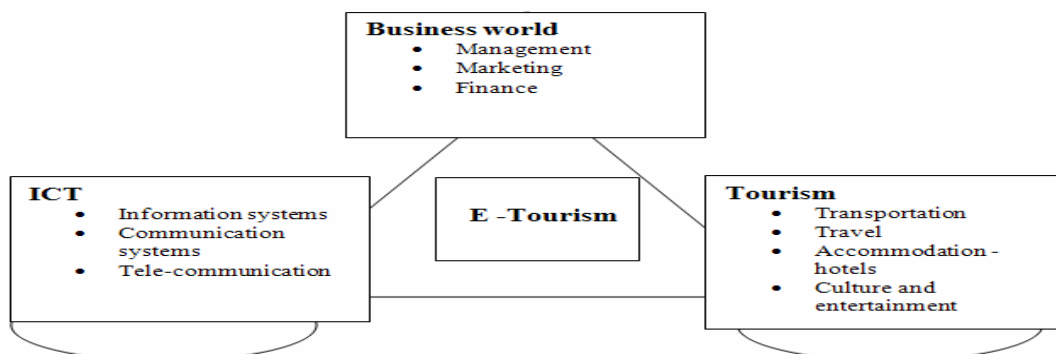 Business world
• Management
• Marketing
• Finance
ICT
• Information systems
• Communication
systems
• Tele-communication
E -Tourism
Tourism
• Transportation
• Travel
• Accommodation -
hotels
• Culture and
entertainment